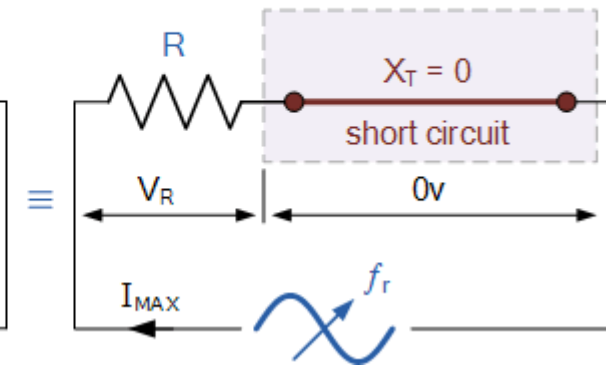 R
X_T = 0
short circuit
≡
V_R
0v
I_MAX
f_r